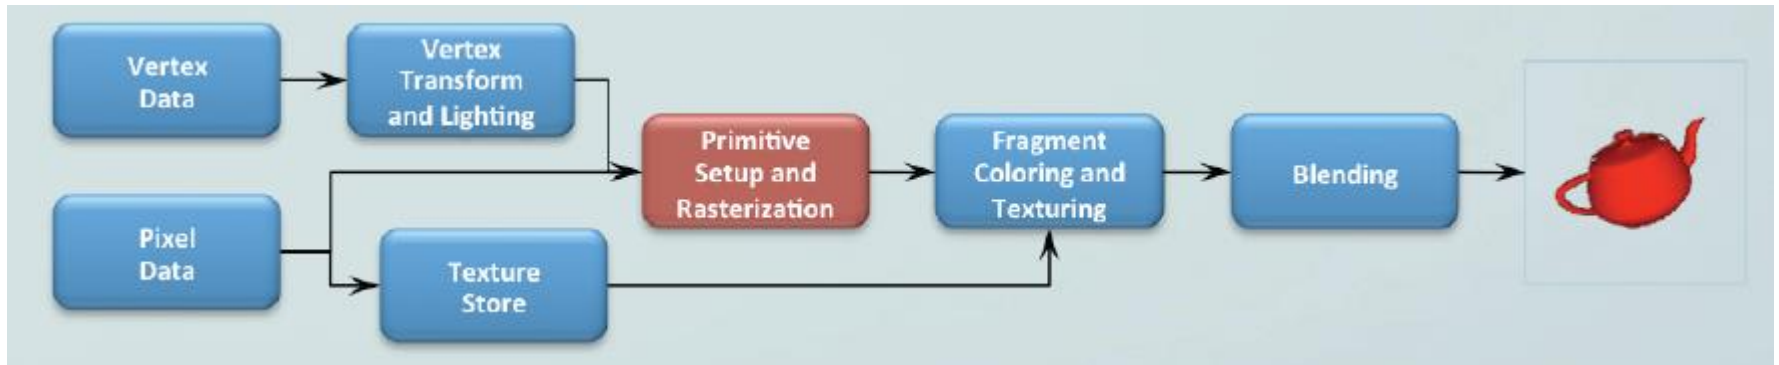 Vertex
Data
Vertex
Transform
and Lighting
Primitive
Setup and
Rasterization
Fragment
Coloring and
Texturing
Blending
Pixel
Data
Texture
Store